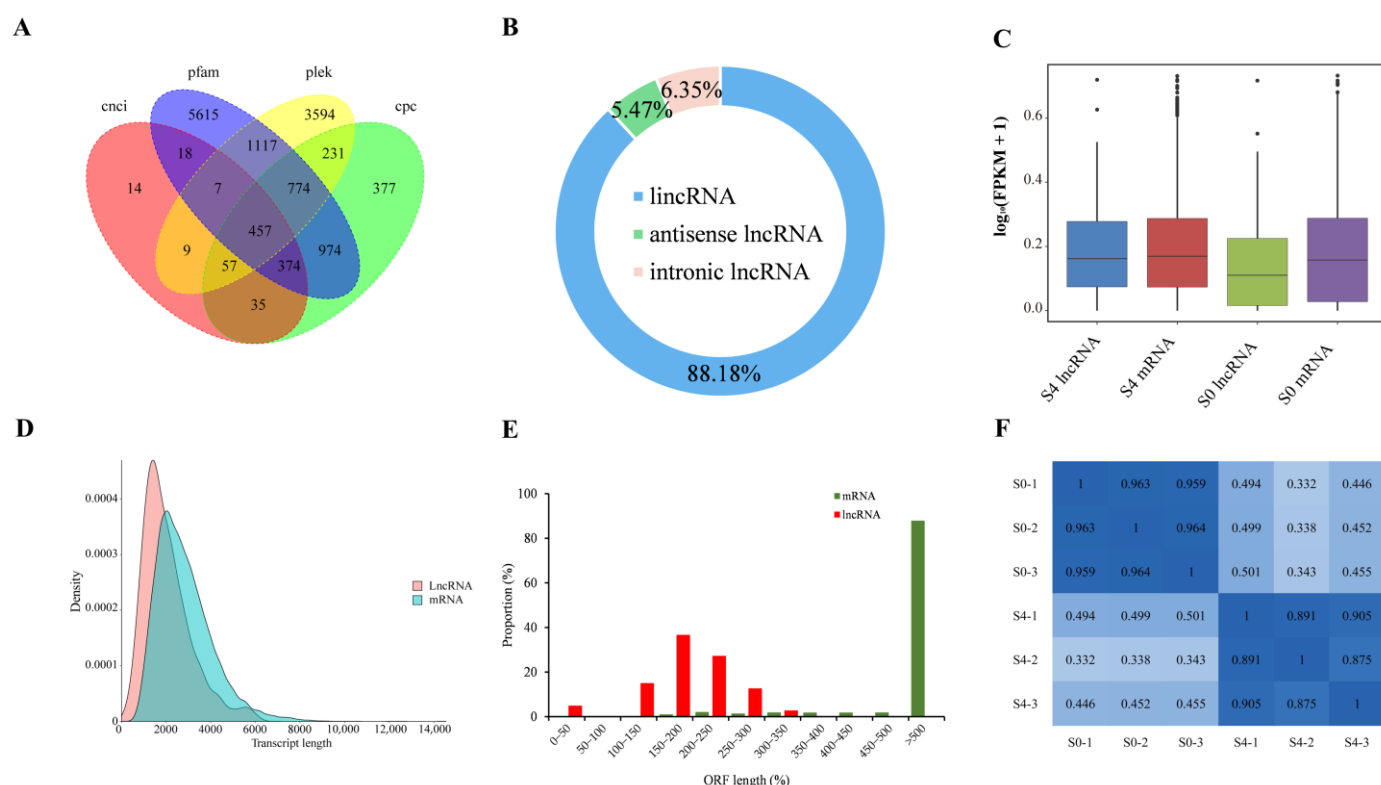 A
pfam
plek
cnci
cpc
5615
3594
18
1117
231
14
7
774
377
457
9
57
374
974
35
B
6.35%
5.47%
lincRNA
antisense lncRNA
intronic lncRNA
88.18%
C
log₁₀(FPKM + 1)
0.6
0.4
0.2
0.0
S4 lncRNA
S4 mRNA
S0 lncRNA
S0 mRNA
D
Density
0.0004
0.0003
0.0002
0.0001
0
0
2000
4000
6000
8000
10,000
12,000
14,000
Transcript length
LncRNA
mRNA
E
Proportion (%)
100
80
60
40
20
0
mRNA
lncRNA
0~50
50~100
100~150
150~200
200~250
250~300
300~350
350~400
400~450
450~500
>500
ORF length (%)
F
S0-1 1 0.963 0.959 0.494 0.332 0.446
S0-2 0.963 1 0.964 0.499 0.338 0.452
S0-3 0.959 0.964 1 0.501 0.343 0.455
S4-1 0.494 0.499 0.501 1 0.891 0.905
S4-2 0.332 0.338 0.343 0.891 1 0.875
S4-3 0.446 0.452 0.455 0.905 0.875 1
S0-1 S0-2 S0-3 S4-1 S4-2 S4-3